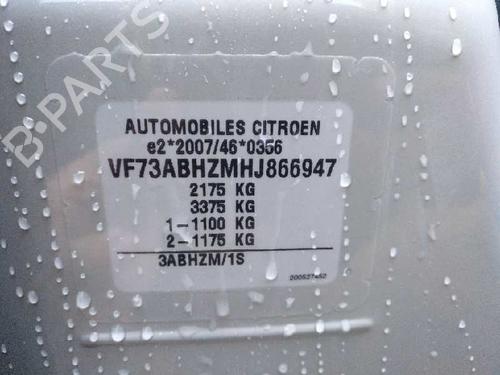 B-PARTS
AUTOMOBILES CITROEN
e2*2007/46*0356
VF73ABHZMHJ866947
2175 KG
3375 KG
1-1100 KG
2-1175 KG
3ABHZM/1S
200527452